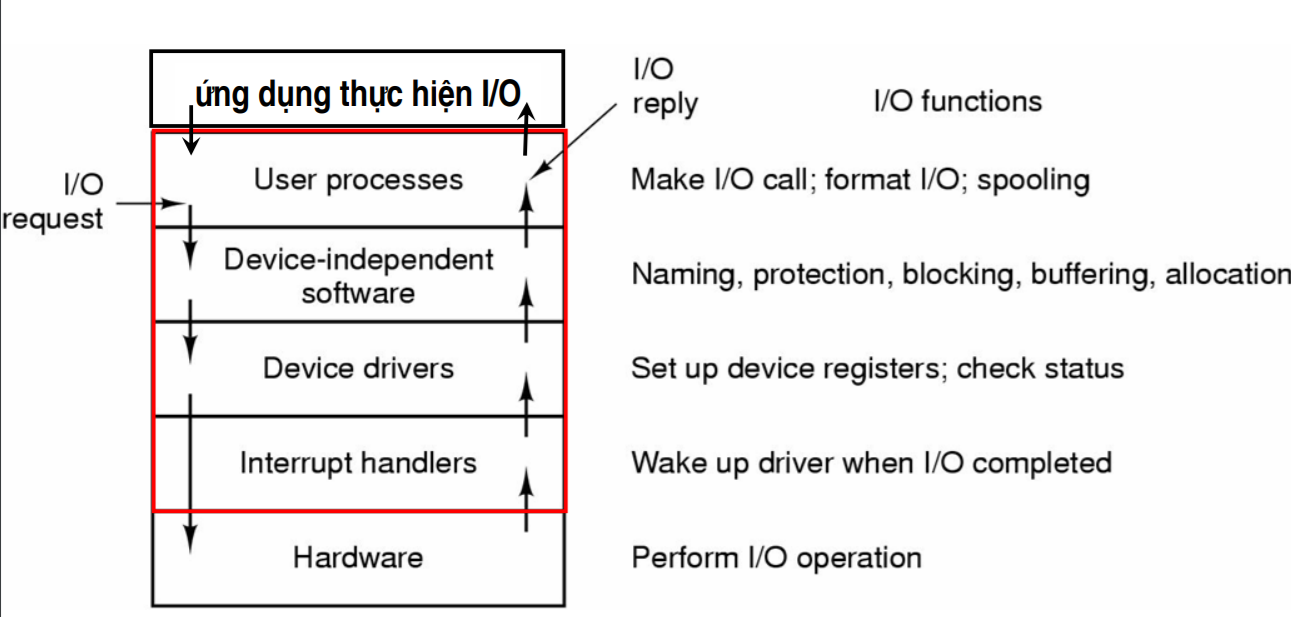 ứng dụng thực hiện I/O
I/O
reply
I/O functions
I/O
request
User processes
Make I/O call; format I/O; spooling
Device-independent
software
Naming, protection, blocking, buffering, allocation
Device drivers
Set up device registers; check status
Interrupt handlers
Wake up driver when I/O completed
Hardware
Perform I/O operation